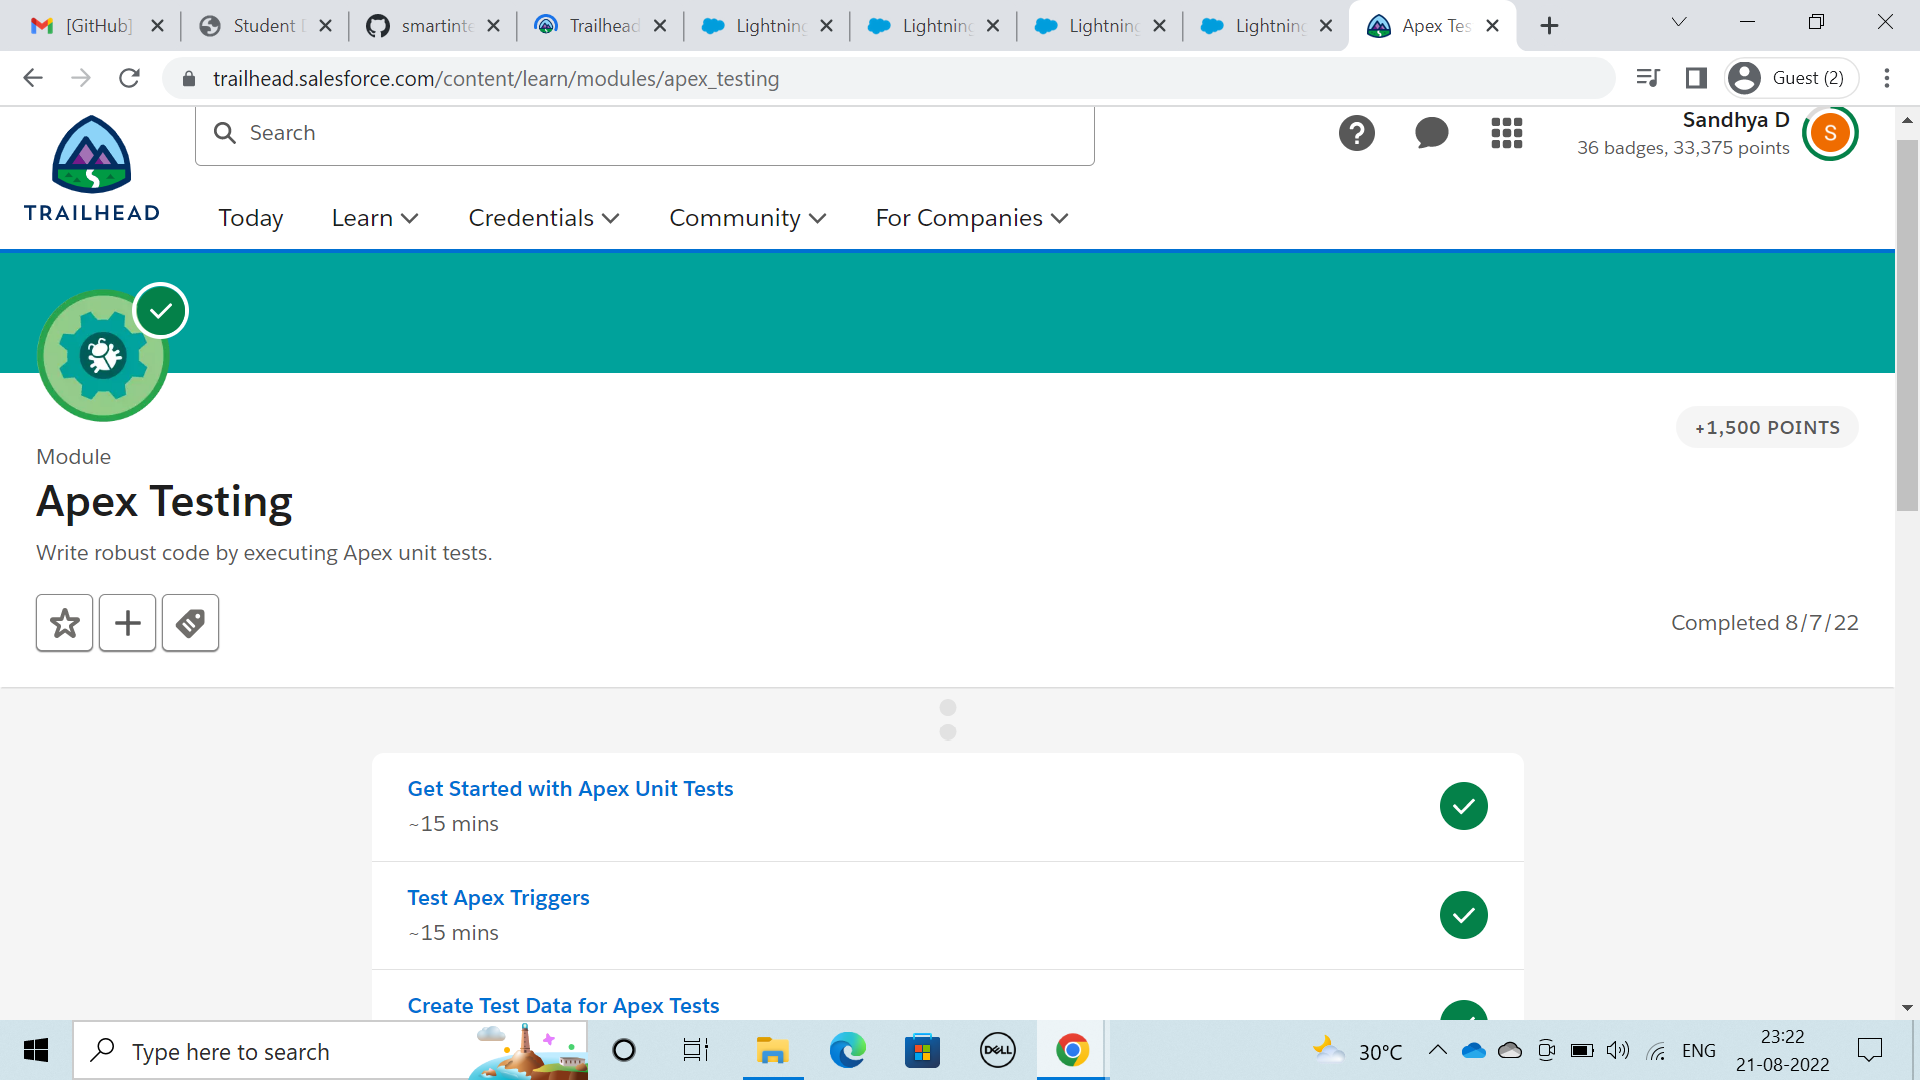 [GitHub]
Student
smartinte
Trailhead
Lightning
Lightning
Lightning
Lightning
Apex Tes
trailhead.salesforce.com/content/learn/modules/apex_testing
Guest (2)
TRAILHEAD
Search
Sandhya D
36 badges, 33,375 points
S
Today
Learn
Credentials
Community
For Companies
+1,500 POINTS
Module
Apex Testing
Write robust code by executing Apex unit tests.
Completed 8/7/22
Get Started with Apex Unit Tests
~15 mins
Test Apex Triggers
~15 mins
Create Test Data for Apex Tests
Type here to search
DELL
30°C
ENG
23:22
21-08-2022